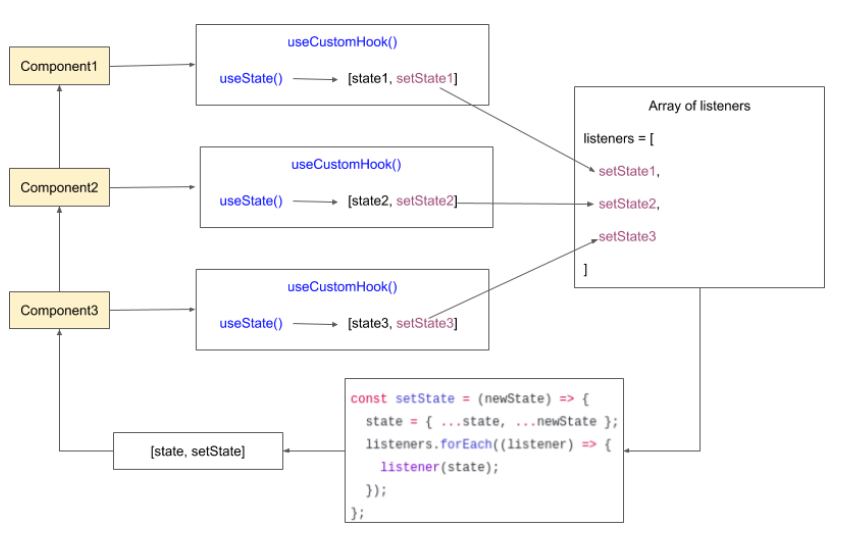 Component1
useCustomHook()
useState() [state1, setState1]
Component2
useCustomHook()
useState() [state2, setState2]
Component3
useCustomHook()
useState() [state3, setState3]
Array of listeners
listeners = [
setState1,
setState2,
setState3
]
const setState = (newState) => {
state = { ...state, ...newState };
listeners.forEach((listener) => {
listener(state);
});
};
[state, setState]